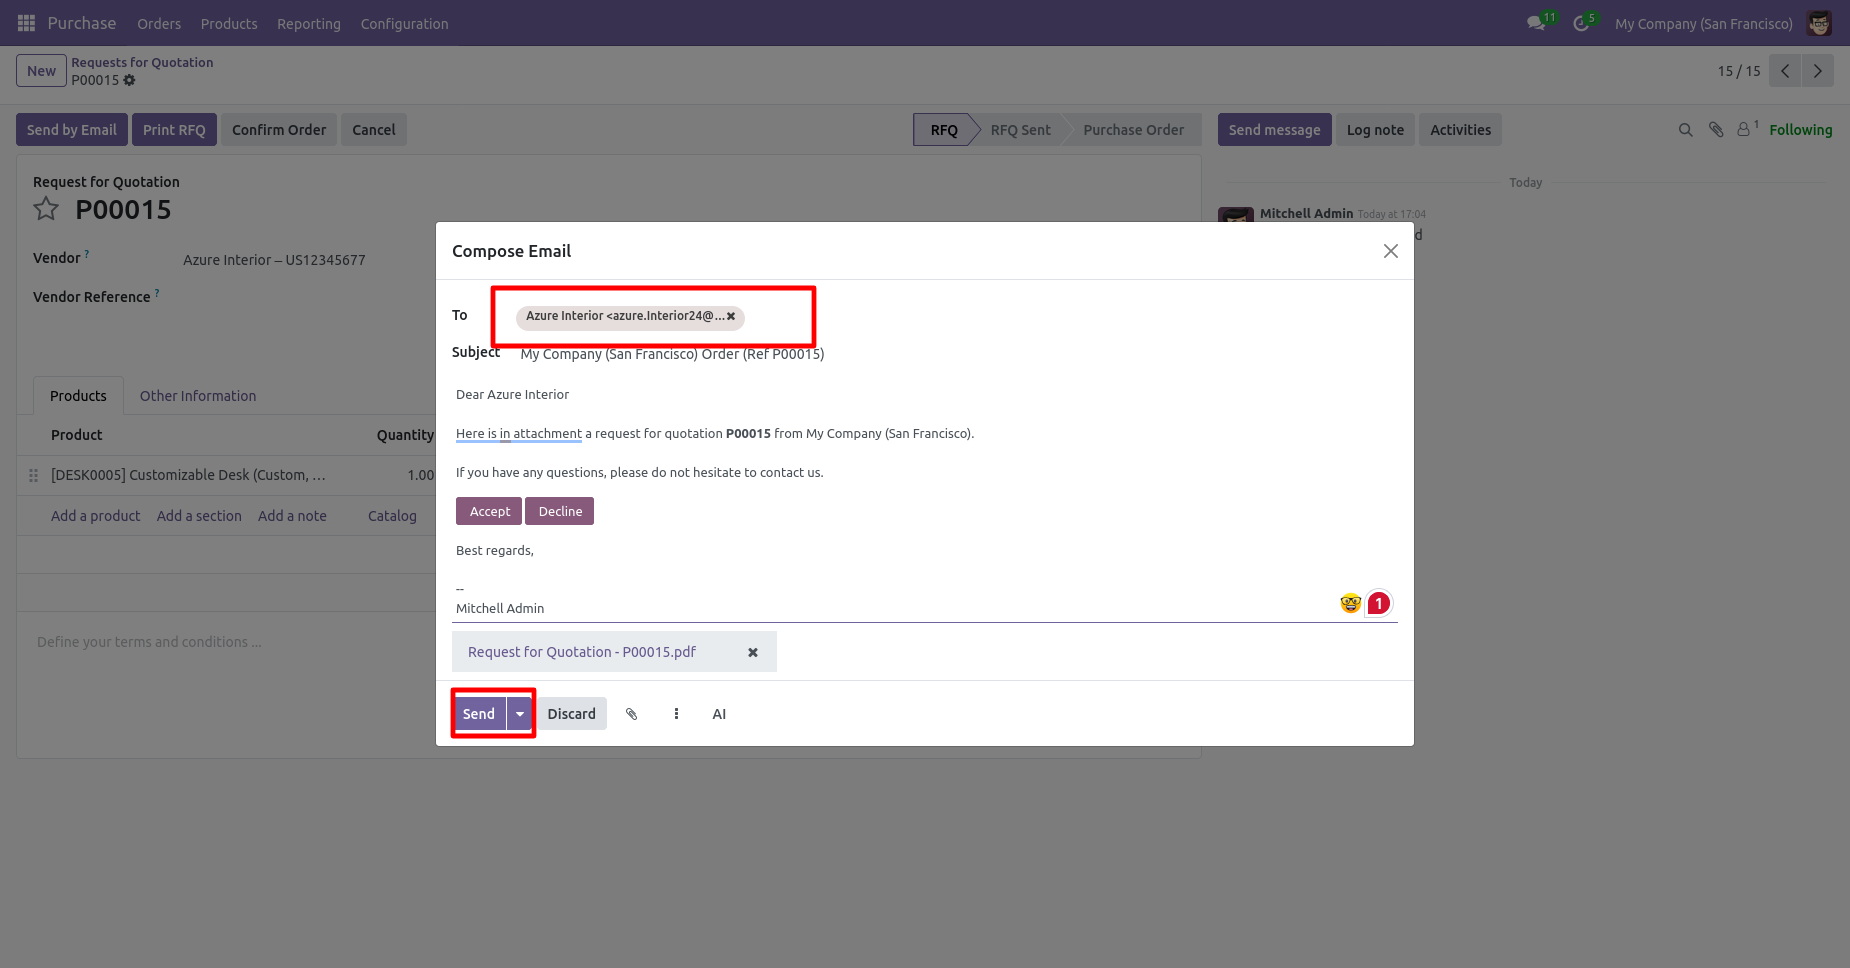 Purchase Orders Products Reporting Configuration 11 5 My Company (San Francisco)
New Requests for Quotation
P00015 15 / 15
Send by Email Print RFQ Confirm Order Cancel RFQ RFQ Sent Purchase Order Send message Log note Activities 1 Following
Request for Quotation Today
P00015
Mitchell Admin Today at 17:04
d
Vendor ? Azure Interior – US12345677
Vendor Reference ?
Products Other Information
Product Quantity
[DESK0005] Customizable Desk (Custom, ... 1.00
Add a product Add a section Add a note Catalog
Define your terms and conditions ...
Compose Email
To Azure Interior <azure.Interior24@...
Subject My Company (San Francisco) Order (Ref P00015)
Dear Azure Interior
Here is in attachment a request for quotation P00015 from My Company (San Francisco).
If you have any questions, please do not hesitate to contact us.
Accept Decline
Best regards,
--
Mitchell Admin
1
Request for Quotation - P00015.pdf
Send Discard AI